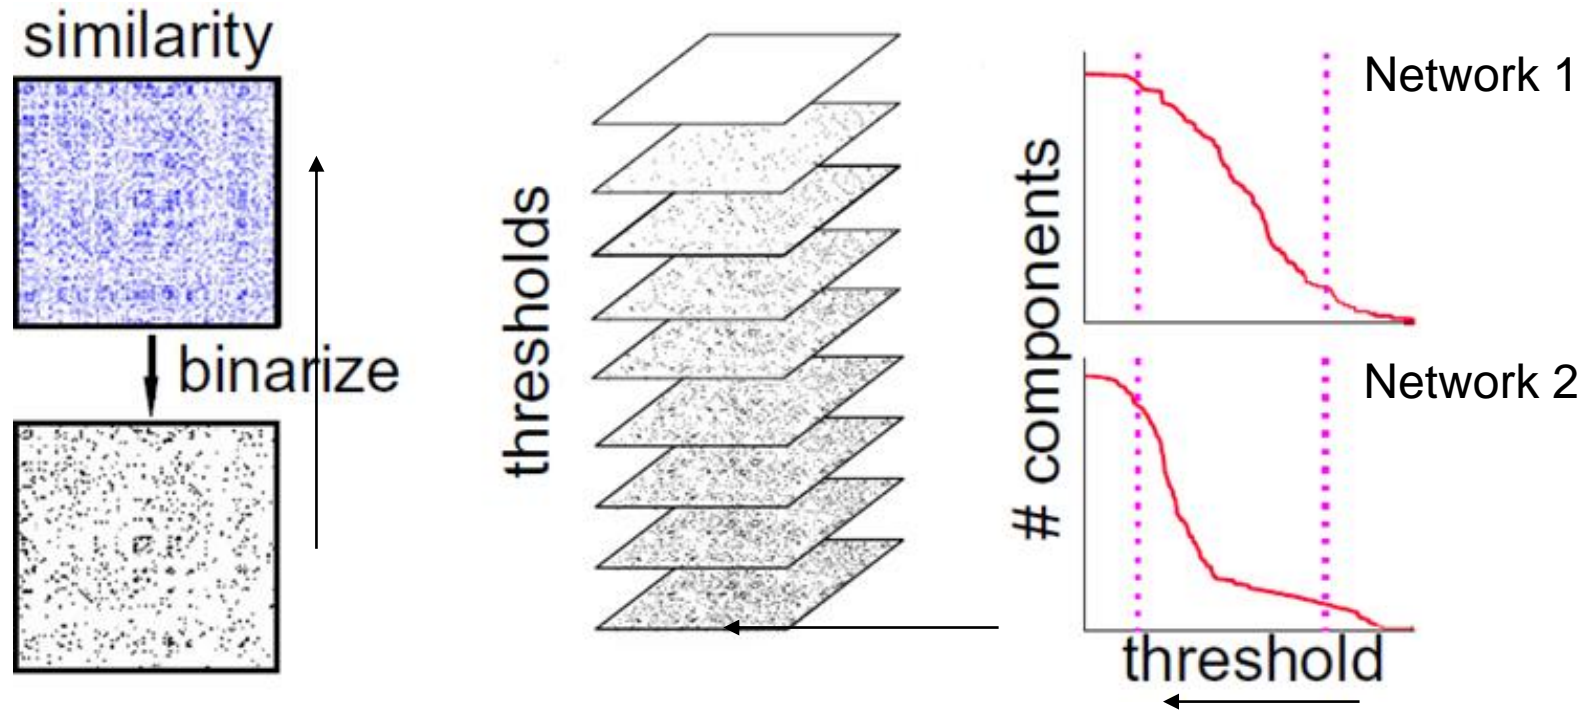 similarity
binarize
thresholds
# components
Network 1
Network 2
threshold